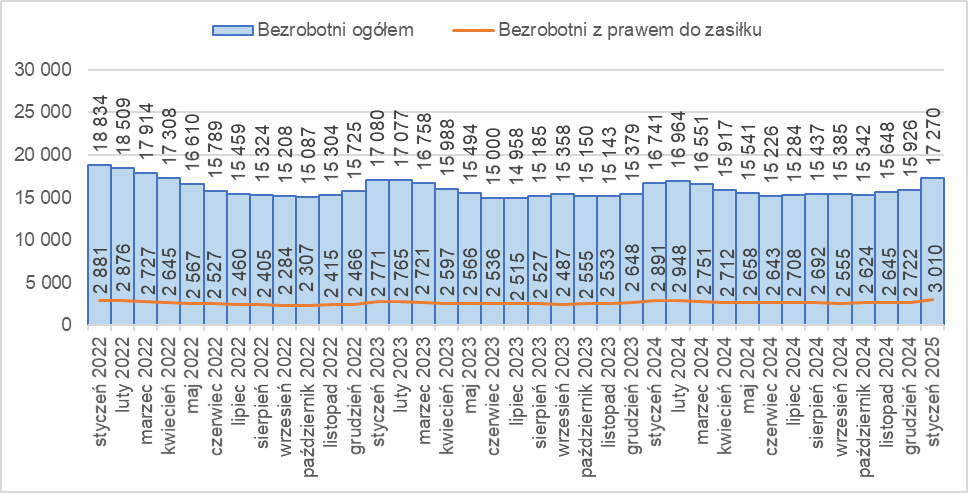 Bezrobotni ogółem
Bezrobotni z prawem do zasiłku
30 000
25 000
20 000
15 000
10 000
5 000
0
18 834
18 509
17 914
17 308
16 610
15 789
15 459
15 324
15 208
15 087
15 304
15 725
17 080
17 077
16 758
15 988
15 494
15 000
14 958
15 185
15 358
15 150
15 143
15 379
16 741
16 964
16 551
15 917
15 541
15 226
15 284
15 437
15 385
15 342
15 648
15 926
17 270
2 881
2 876
2 727
2 645
2 567
2 527
2 460
2 405
2 284
2 307
2 415
2 466
2 771
2 765
2 721
2 597
2 566
2 536
2 515
2 527
2 487
2 555
2 533
2 648
2 891
2 948
2 751
2 712
2 658
2 643
2 708
2 692
2 555
2 624
2 645
2 722
3 010
styczeń 2022
luty 2022
marzec 2022
kwiecień 2022
maj 2022
czerwiec 2022
lipiec 2022
sierpień 2022
wrzesień 2022
październik 2022
listopad 2022
grudzień 2022
styczeń 2023
luty 2023
marzec 2023
kwiecień 2023
maj 2023
czerwiec 2023
lipiec 2023
sierpień 2023
wrzesień 2023
październik 2023
listopad 2023
grudzień 2023
styczeń 2024
luty 2024
marzec 2024
kwiecień 2024
maj 2024
czerwiec 2024
lipiec 2024
sierpień 2024
wrzesień 2024
październik 2024
listopad 2024
grudzień 2024
styczeń 2025